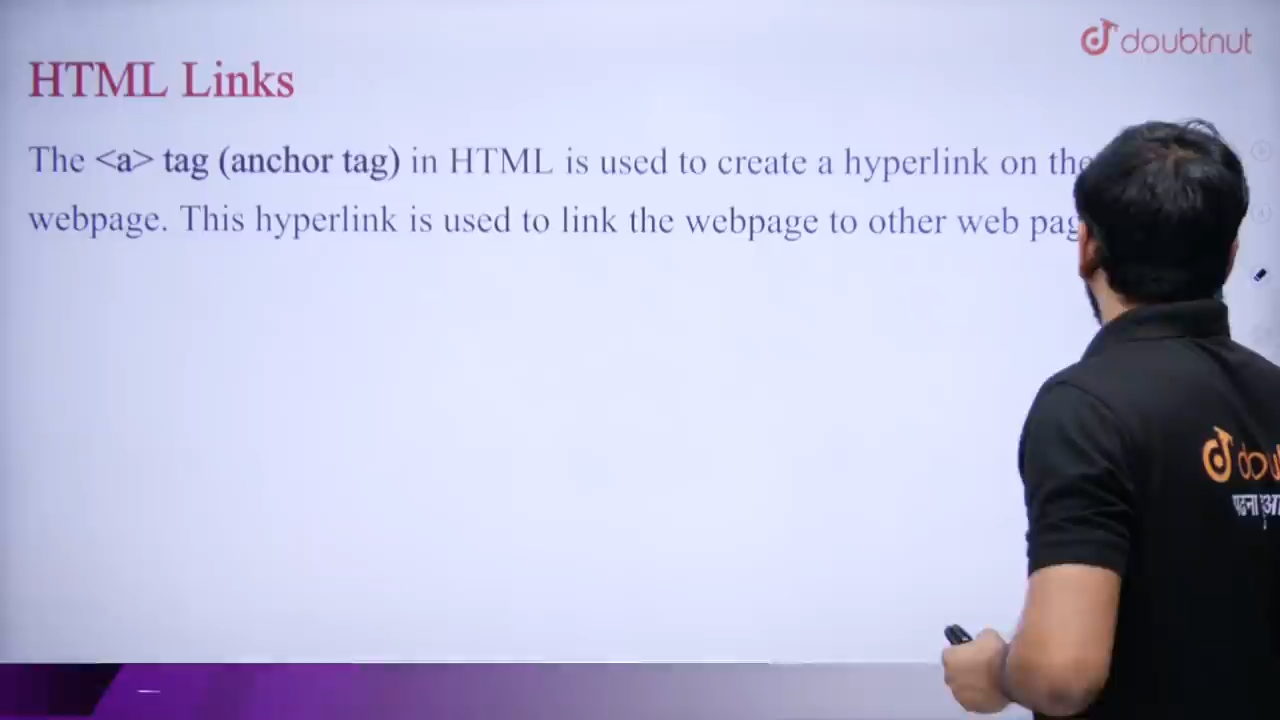 doubtnut
HTML Links
The <a> tag (anchor tag) in HTML is used to create a hyperlink on the
webpage. This hyperlink is used to link the webpage to other web
पढना